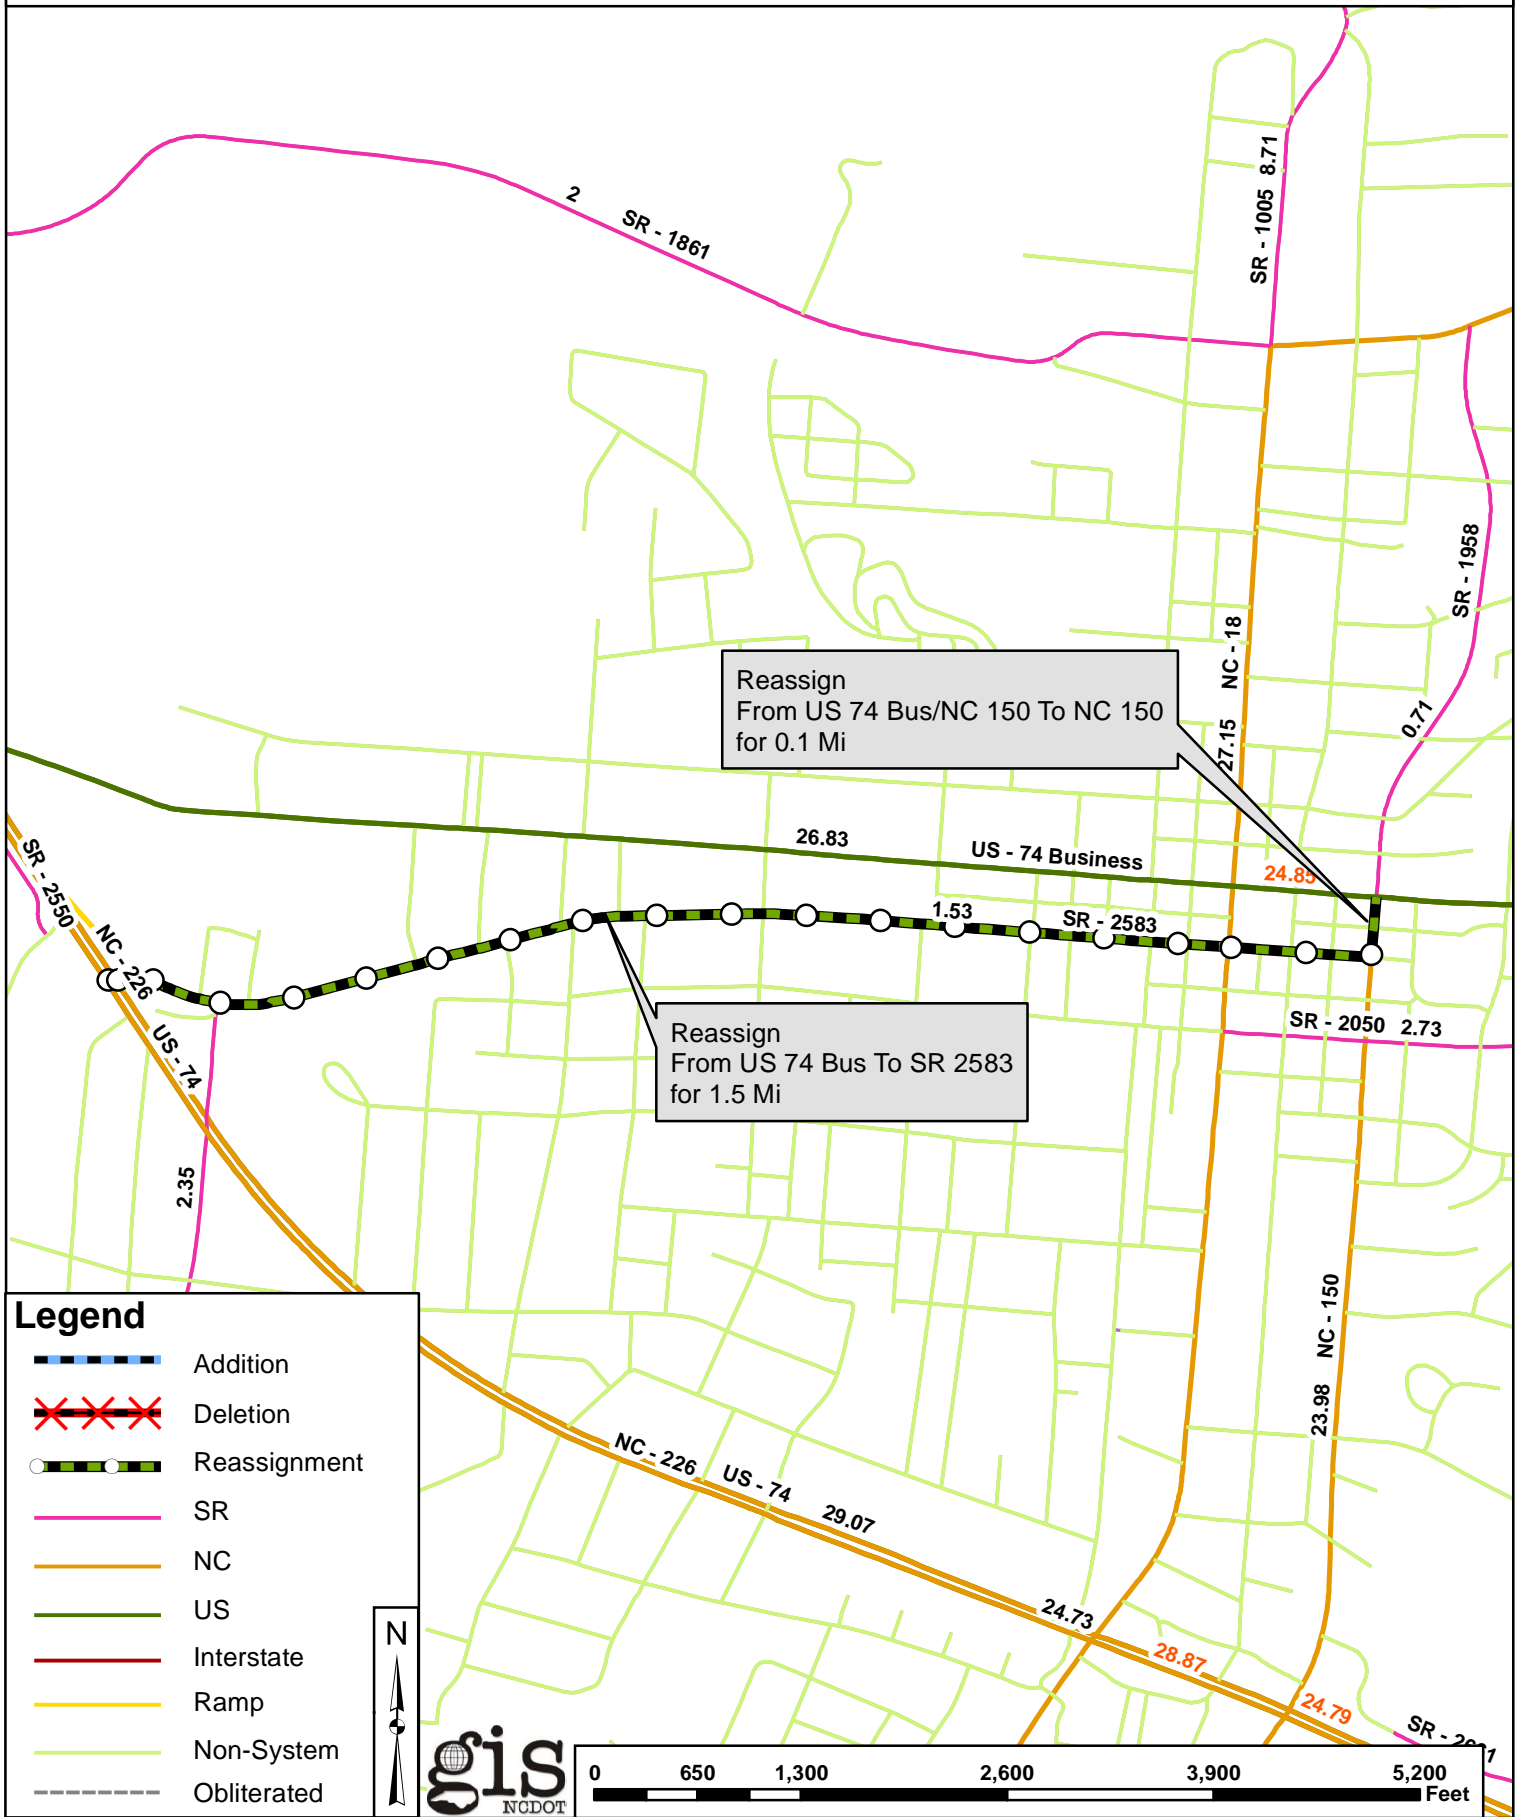 8.71
SR - 1005
2
SR - 1861
SR - 1958
NC - 18
Reassign
From US 74 Bus/NC 150 To NC 150
for 0.1 Mi
0.71
27.15
26.83
US - 74 Business
24.85
SR - 2550
1.53
SR - 2583
NC - 226
US - 74
SR - 2050 2.73
Reassign
From US 74 Bus To SR 2583
for 1.5 Mi
2.35
NC - 150
23.98
Legend
Addition
Deletion
Reassignment
SR
NC
US
Interstate
Ramp
Non-System
Obliterated
N
NC - 226
US - 74
29.07
24.73
28.87
24.79
SR -
gis
NCDOT
0 650 1,300 2,600 3,900 5,200
Feet